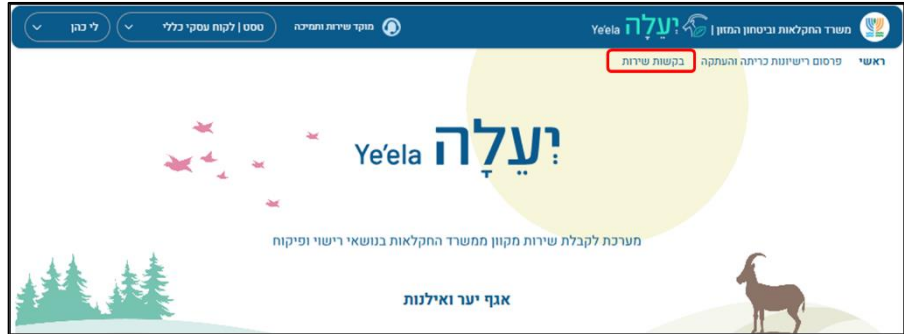 משרד החקלאות וביטחון המזון | יְעֵלָה Ye'ela מוקד שירות ותמיכה טסט | לקוח עסקי כללי לי כהן
ראשי פרסום רישיונות כריתה והעתקה בקשות שירות
יְעֵלָה Ye'ela
מערכת לקבלת שירות מקוון ממשרד החקלאות בנושאי רישוי ופיקוח
אגף יער ואילנות